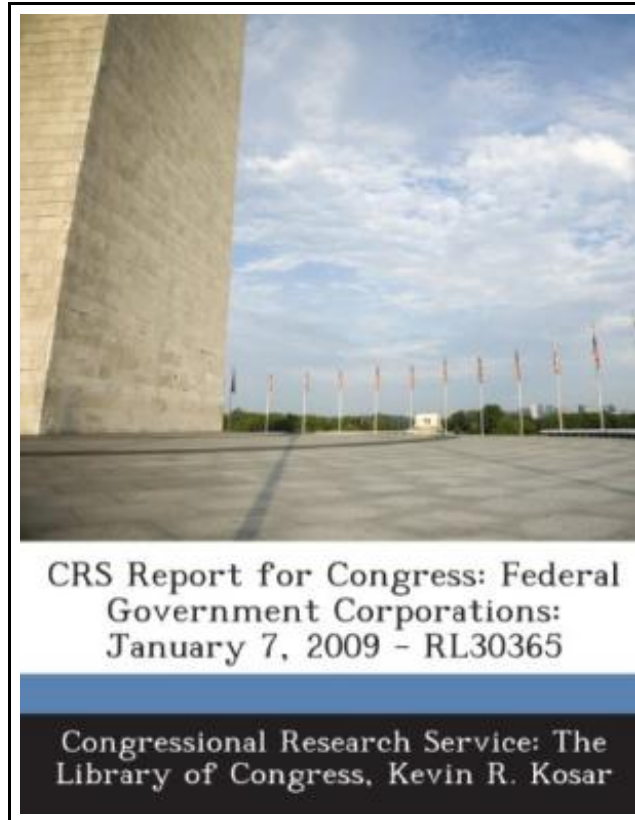 CRS Report for Congress: Federal
Government Corporations:
January 7, 2009 - RL30365
Congressional Research Service: The
Library of Congress, Kevin R. Kosar